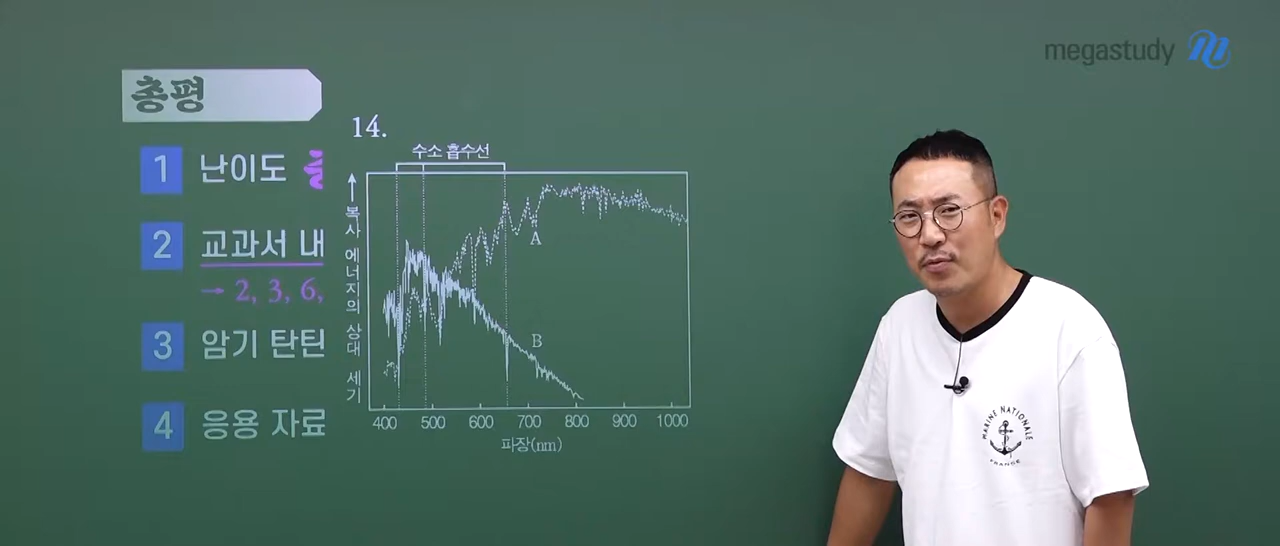 megastudy
총평
1 난이도
2 교과서 내
→ 2, 3, 6,
3 암기 탄틴
4 응용 자료
14.
수소 흡수선
복사 에너지의 상대 세기
A
B
400 500 600 700 800 900 1000
파장(nm)
MARINE NATIONALE
FRANCE